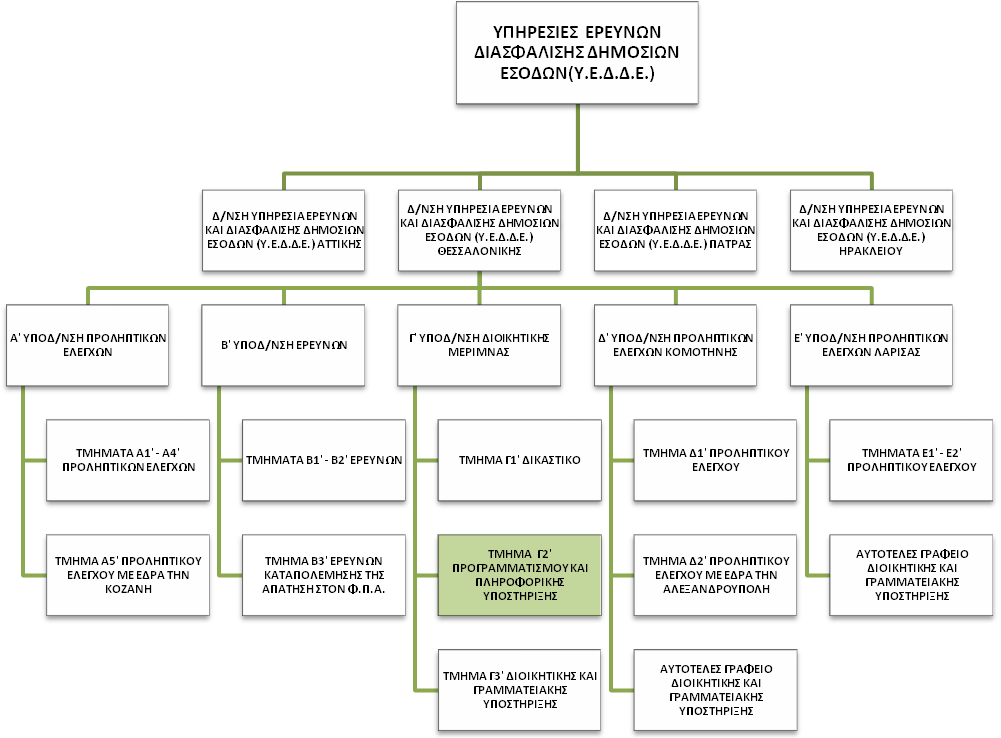 ΥΠΗΡΕΣΙΕΣ ΕΡΕΥΝΩΝ
ΔΙΑΣΦΑΛΙΣΗΣ ΔΗΜΟΣΙΩΝ
ΕΣΟΔΩΝ(Υ.Ε.Δ.Δ.Ε.)
Δ/ΝΣΗ ΥΠΗΡΕΣΙΑ ΕΡΕΥΝΩΝ
ΚΑΙ ΔΙΑΣΦΑΛΙΣΗΣ ΔΗΜΟΣΙΩΝ
ΕΣΟΔΩΝ (Υ.Ε.Δ.Δ.Ε.) ΑΤΤΙΚΗΣ
Δ/ΝΣΗ ΥΠΗΡΕΣΙΑ ΕΡΕΥΝΩΝ
ΚΑΙ ΔΙΑΣΦΑΛΙΣΗΣ ΔΗΜΟΣΙΩΝ
ΕΣΟΔΩΝ (Υ.Ε.Δ.Δ.Ε.)
ΘΕΣΣΑΛΟΝΙΚΗΣ
Δ/ΝΣΗ ΥΠΗΡΕΣΙΑ ΕΡΕΥΝΩΝ
ΚΑΙ ΔΙΑΣΦΑΛΙΣΗΣ ΔΗΜΟΣΙΩΝ
ΕΣΟΔΩΝ (Υ.Ε.Δ.Δ.Ε.) ΠΑΤΡΑΣ
Δ/ΝΣΗ ΥΠΗΡΕΣΙΑ ΕΡΕΥΝΩΝ
ΚΑΙ ΔΙΑΣΦΑΛΙΣΗΣ ΔΗΜΟΣΙΩΝ
ΕΣΟΔΩΝ (Υ.Ε.Δ.Δ.Ε.)
ΗΡΑΚΛΕΙΟΥ
Α' ΥΠΟΔ/ΝΣΗ ΠΡΟΛΗΠΤΙΚΩΝ
ΕΛΕΓΧΩΝ
Β' ΥΠΟΔ/ΝΣΗ ΕΡΕΥΝΩΝ
Γ' ΥΠΟΔ/ΝΣΗ ΔΙΟΙΚΗΤΙΚΗΣ
ΜΕΡΙΜΝΑΣ
Δ' ΥΠΟΔ/ΝΣΗ ΠΡΟΛΗΠΤΙΚΩΝ
ΕΛΕΓΧΩΝ ΚΟΜΟΤΗΝΗΣ
Ε' ΥΠΟΔ/ΝΣΗ ΠΡΟΛΗΠΤΙΚΩΝ
ΕΛΕΓΧΩΝ ΛΑΡΙΣΑΣ
ΤΜΗΜΑΤΑ Α1' - Α4'
ΠΡΟΛΗΠΤΙΚΩΝ ΕΛΕΓΧΩΝ
ΤΜΗΜΑΤΑ Β1' - Β2' ΕΡΕΥΝΩΝ
ΤΜΗΜΑ Γ1' ΔΙΚΑΣΤΙΚΟ
ΤΜΗΜΑ Δ1' ΠΡΟΛΗΠΤΙΚΟΥ
ΕΛΕΓΧΟΥ
ΤΜΗΜΑΤΑ Ε1' - Ε2'
ΠΡΟΛΗΠΤΙΚΟΥ ΕΛΕΓΧΟΥ
ΤΜΗΜΑ Α5' ΠΡΟΛΗΠΤΙΚΟΥ
ΕΛΕΓΧΟΥ ΜΕ ΕΔΡΑ ΤΗΝ
ΚΟΖΑΝΗ
ΤΜΗΜΑ Β3' ΕΡΕΥΝΩΝ
ΚΑΤΑΠΟΛΕΜΗΣΗΣ ΤΗΣ
ΑΠΑΤΗΣ ΣΤΟΝ Φ.Π.Α.
ΤΜΗΜΑ Γ2'
ΠΡΟΓΡΑΜΜΑΤΙΣΜΟΥ ΚΑΙ
ΠΛΗΡΟΦΟΡΙΚΗΣ
ΥΠΟΣΤΗΡΙΞΗΣ
ΤΜΗΜΑ Δ2' ΠΡΟΛΗΠΤΙΚΟΥ
ΕΛΕΓΧΟΥ ΜΕ ΕΔΡΑ ΤΗΝ
ΑΛΕΞΑΝΔΡΟΥΠΟΛΗ
ΑΥΤΟΤΕΛΕΣ ΓΡΑΦΕΙΟ
ΔΙΟΙΚΗΤΙΚΗΣ ΚΑΙ
ΓΡΑΜΜΑΤΕΙΑΚΗΣ
ΥΠΟΣΤΗΡΙΞΗΣ
ΤΜΗΜΑ Γ3' ΔΙΟΙΚΗΤΙΚΗΣ ΚΑΙ
ΓΡΑΜΜΑΤΕΙΑΚΗΣ
ΥΠΟΣΤΗΡΙΞΗΣ
ΑΥΤΟΤΕΛΕΣ ΓΡΑΦΕΙΟ
ΔΙΟΙΚΗΤΙΚΗΣ ΚΑΙ
ΓΡΑΜΜΑΤΕΙΑΚΗΣ
ΥΠΟΣΤΗΡΙΞΗΣ